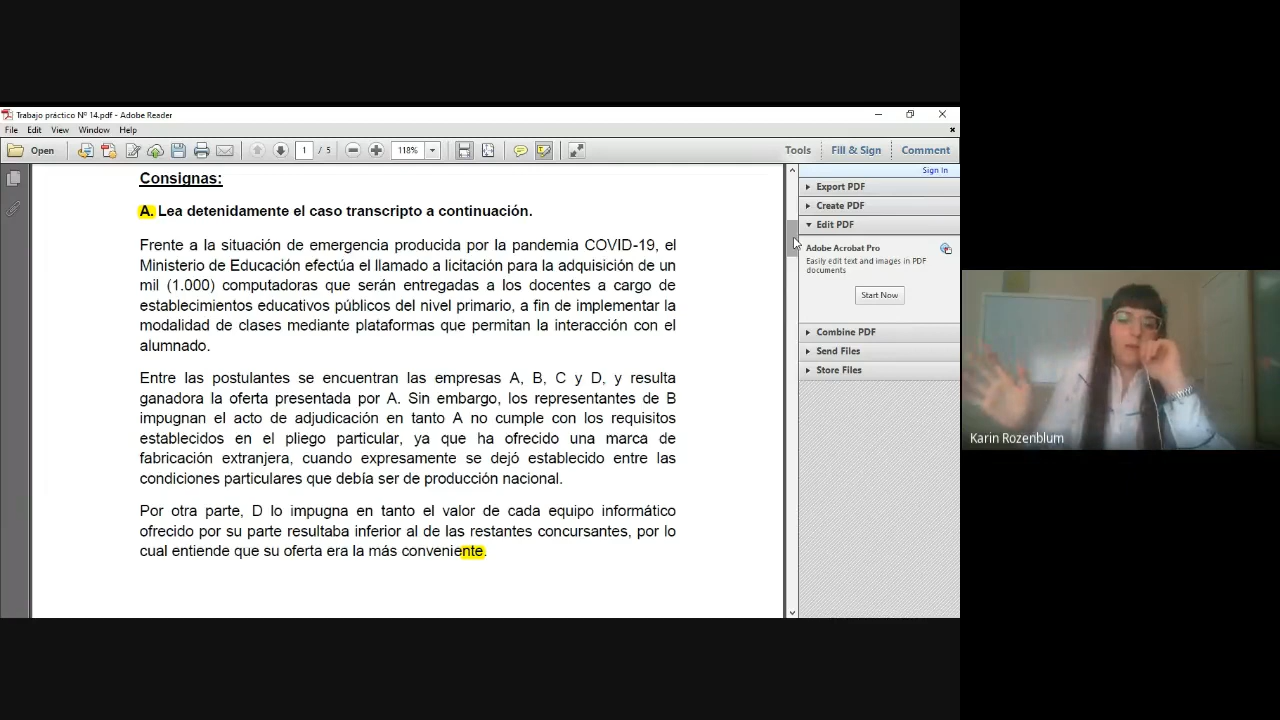 Trabajo práctico Nº 14.pdf - Adobe Reader
File Edit View Window Help
Open
1 / 5
118%
Tools Fill & Sign Comment
Sign In
Export PDF
Create PDF
Edit PDF
Adobe Acrobat Pro
Easily edit text and images in PDF
documents
Start Now
Combine PDF
Send Files
Store Files
Consignas:
A. Lea detenidamente el caso transcripto a continuación.
Frente a la situación de emergencia producida por la pandemia COVID-19, el
Ministerio de Educación efectúa el llamado a licitación para la adquisición de un
mil (1.000) computadoras que serán entregadas a los docentes a cargo de
establecimientos educativos públicos del nivel primario, a fin de implementar la
modalidad de clases mediante plataformas que permitan la interacción con el
alumnado.
Entre las postulantes se encuentran las empresas A, B, C y D, y resulta
ganadora la oferta presentada por A. Sin embargo, los representantes de B
impugnan el acto de adjudicación en tanto A no cumple con los requisitos
establecidos en el pliego particular, ya que ha ofrecido una marca de
fabricación extranjera, cuando expresamente se dejó establecido entre las
condiciones particulares que debía ser de producción nacional.
Por otra parte, D lo impugna en tanto el valor de cada equipo informático
ofrecido por su parte resultaba inferior al de las restantes concursantes, por lo
cual entiende que su oferta era la más conveniente.
Karin Rozenblum